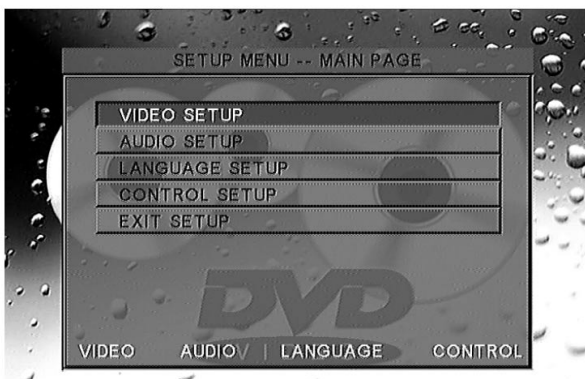 SETUP MENU -- MAIN PAGE
VIDEO SETUP
AUDIO SETUP
LANGUAGE SETUP
CONTROL SETUP
EXIT SETUP
DVD
VIDEO AUDIO LANGUAGE CONTROL